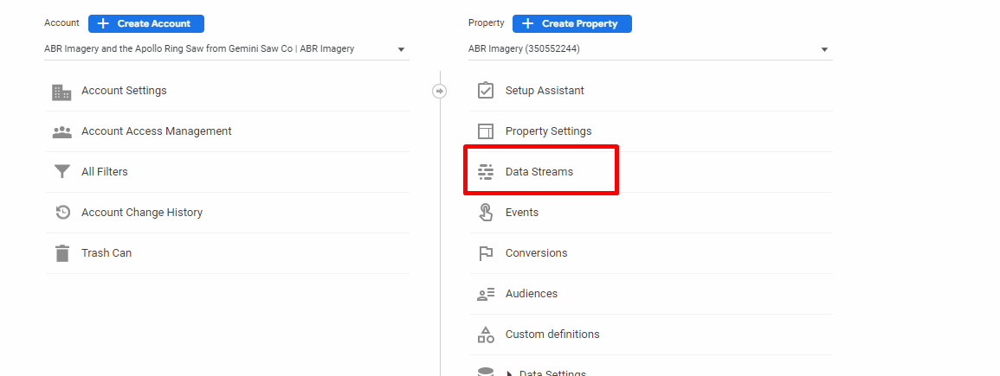 Account + Create Account
ABR Imagery and the Apollo Ring Saw from Gemini Saw Co | ABR Imagery
Account Settings
Account Access Management
All Filters
Account Change History
Trash Can
Property + Create Property
ABR Imagery (350552244)
Setup Assistant
Property Settings
Data Streams
Events
Conversions
Audiences
Custom definitions
Data Settings